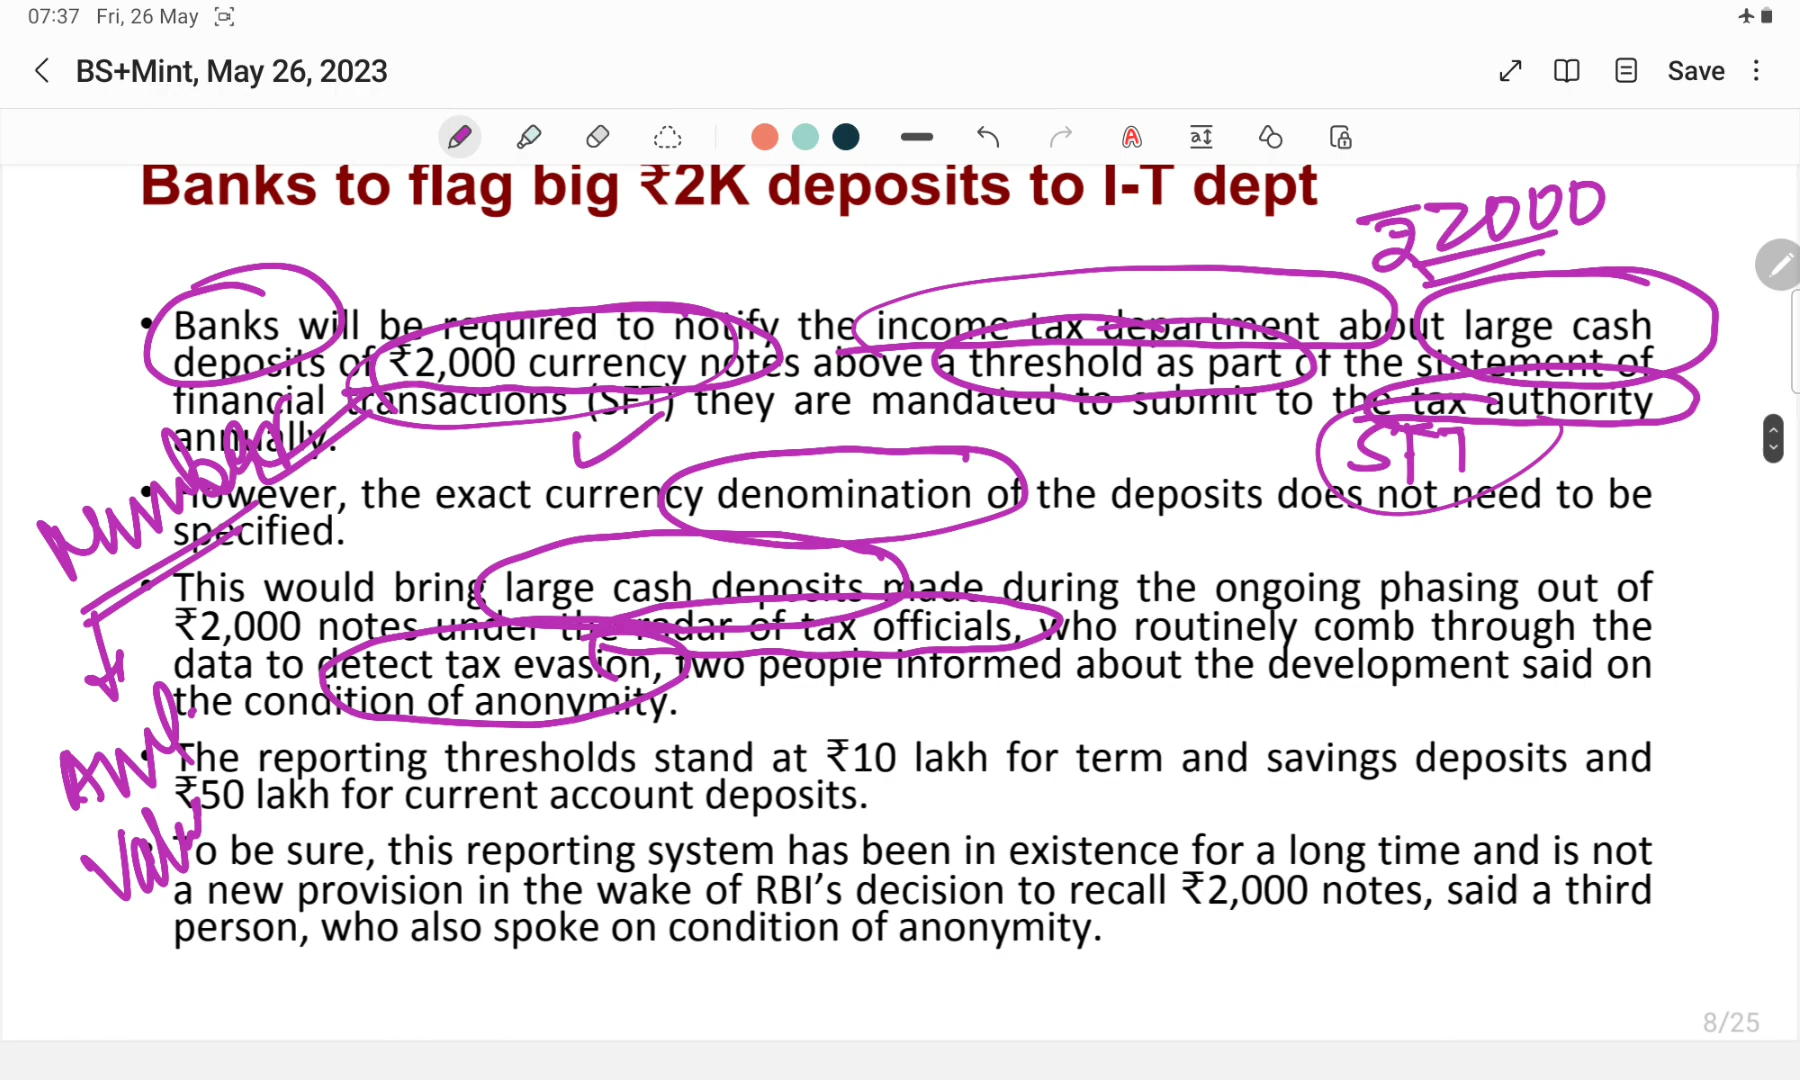 07:37 Fri, 26 May
BS+Mint, May 26, 2023
Save
Banks to flag big ₹2K deposits to I-T dept
₹2000
• Banks will be required to notify the income tax department about large cash
deposits of ₹2,000 currency notes above a threshold as part of the statement of
financial transactions (SFT) they are mandated to submit to the tax authority
annually.
STT
Number
• However, the exact currency denomination of the deposits does not need to be
specified.
• This would bring large cash deposits made during the ongoing phasing out of
₹2,000 notes under the radar of tax officials, who routinely comb through the
data to detect tax evasion, two people informed about the development said on
the condition of anonymity.
• The reporting thresholds stand at ₹10 lakh for term and savings deposits and
₹50 lakh for current account deposits.
• To be sure, this reporting system has been in existence for a long time and is not
a new provision in the wake of RBI's decision to recall ₹2,000 notes, said a third
person, who also spoke on condition of anonymity.
8/25